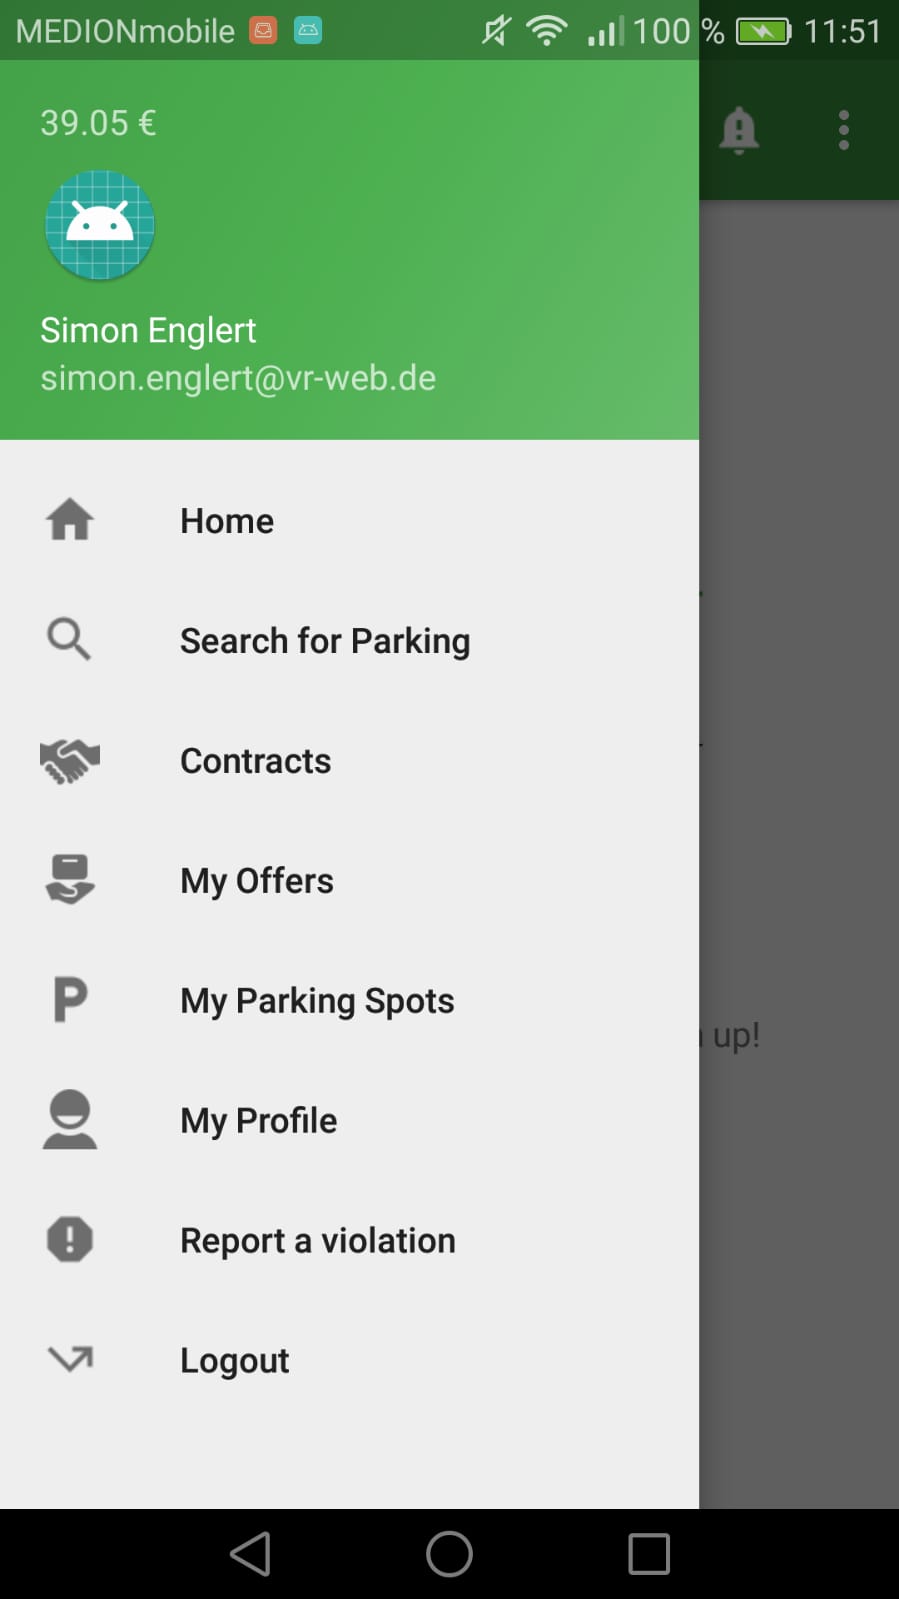 MEDIONmobile 100 % 11:51
39.05 €
Simon Englert
simon.englert@vr-web.de
Home
Search for Parking
Contracts
My Offers
P My Parking Spots
up!
My Profile
Report a violation
Logout